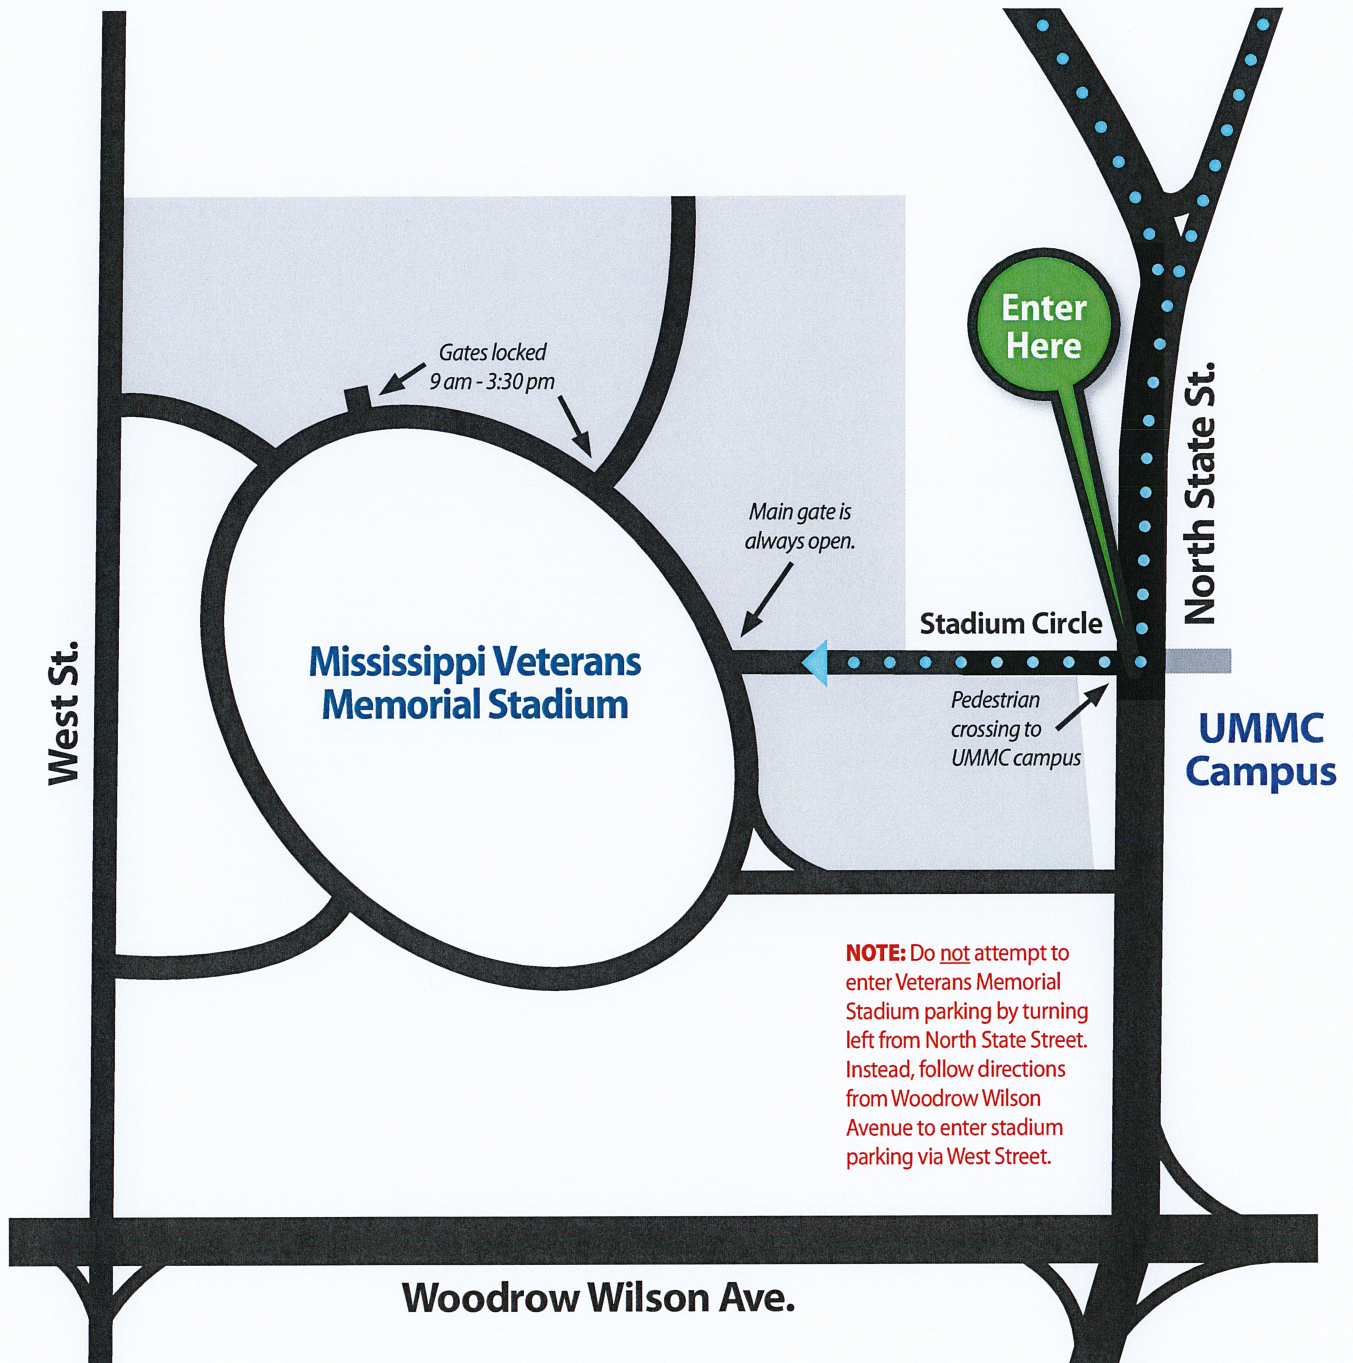 Enter
Here
Gates locked
9 am - 3:30 pm
North State St.
Main gate is
always open.
Stadium Circle
Mississippi Veterans
Memorial Stadium
West St.
Pedestrian
crossing to
UMMC campus
UMMC
Campus
NOTE: Do not attempt to
enter Veterans Memorial
Stadium parking by turning
left from North State Street.
Instead, follow directions
from Woodrow Wilson
Avenue to enter stadium
parking via West Street.
Woodrow Wilson Ave.